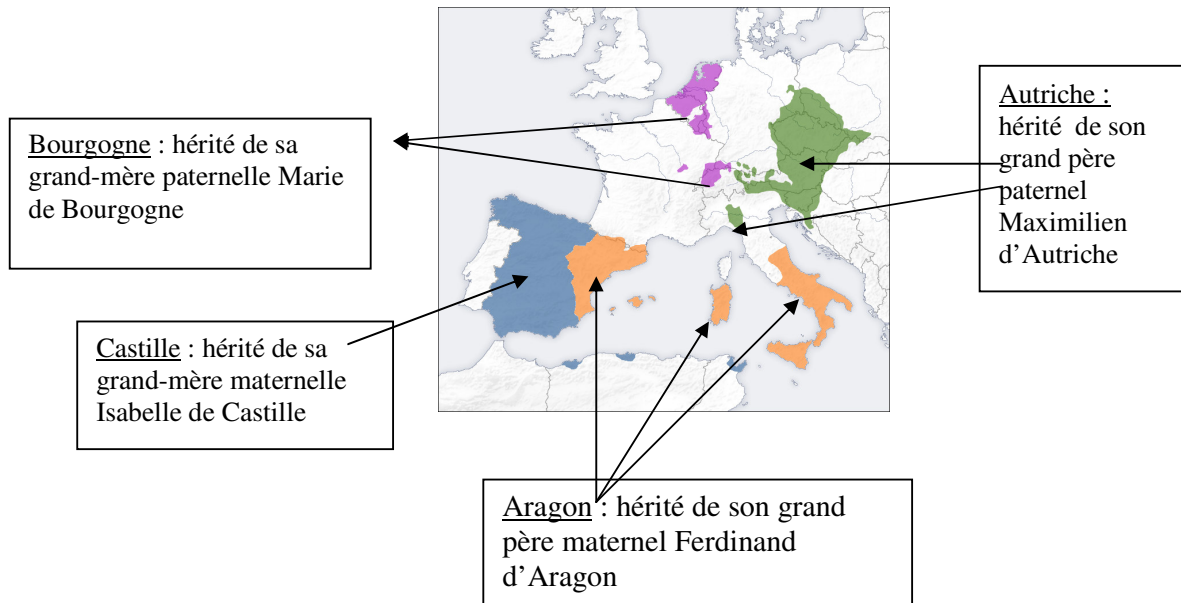 Bourgogne : hérité de sa
grand-mère paternelle Marie
de Bourgogne
Autriche :
hérité de son
grand père
paternel
Maximilien
d’Autriche
Castille : hérité de sa
grand-mère maternelle
Isabelle de Castille
Aragon : hérité de son grand
père maternel Ferdinand
d’Aragon